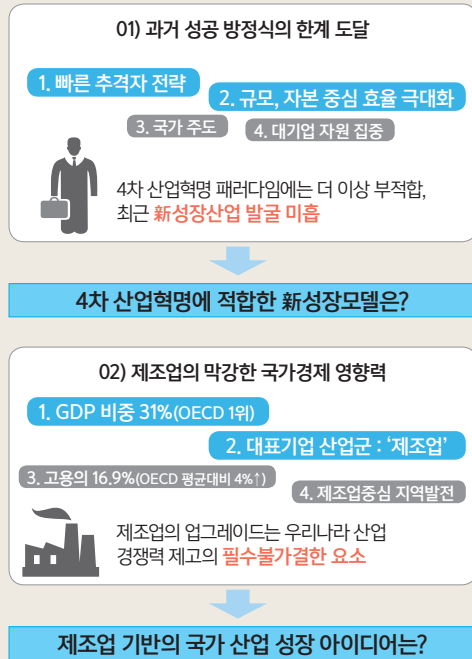 01) 과거 성공 방정식의 한계 도달
1. 빠른 추격자 전략
2. 규모, 자본 중심 효율 극대화
3. 국가 주도
4. 대기업 자원 집중
4차 산업혁명 패러다임에는 더 이상 부적합,
최근 新성장산업 발굴 미흡
4차 산업혁명에 적합한 新성장모델은?
02) 제조업의 막강한 국가경제 영향력
1. GDP 비중 31%(OECD 1위)
2. 대표기업 산업군 : ‘제조업’
3. 고용의 16.9%(OECD 평균대비 4%↑)
4. 제조업중심 지역발전
제조업의 업그레이드는 우리나라 산업
경쟁력 제고의 필수불가결한 요소
제조업 기반의 국가 산업 성장 아이디어는?